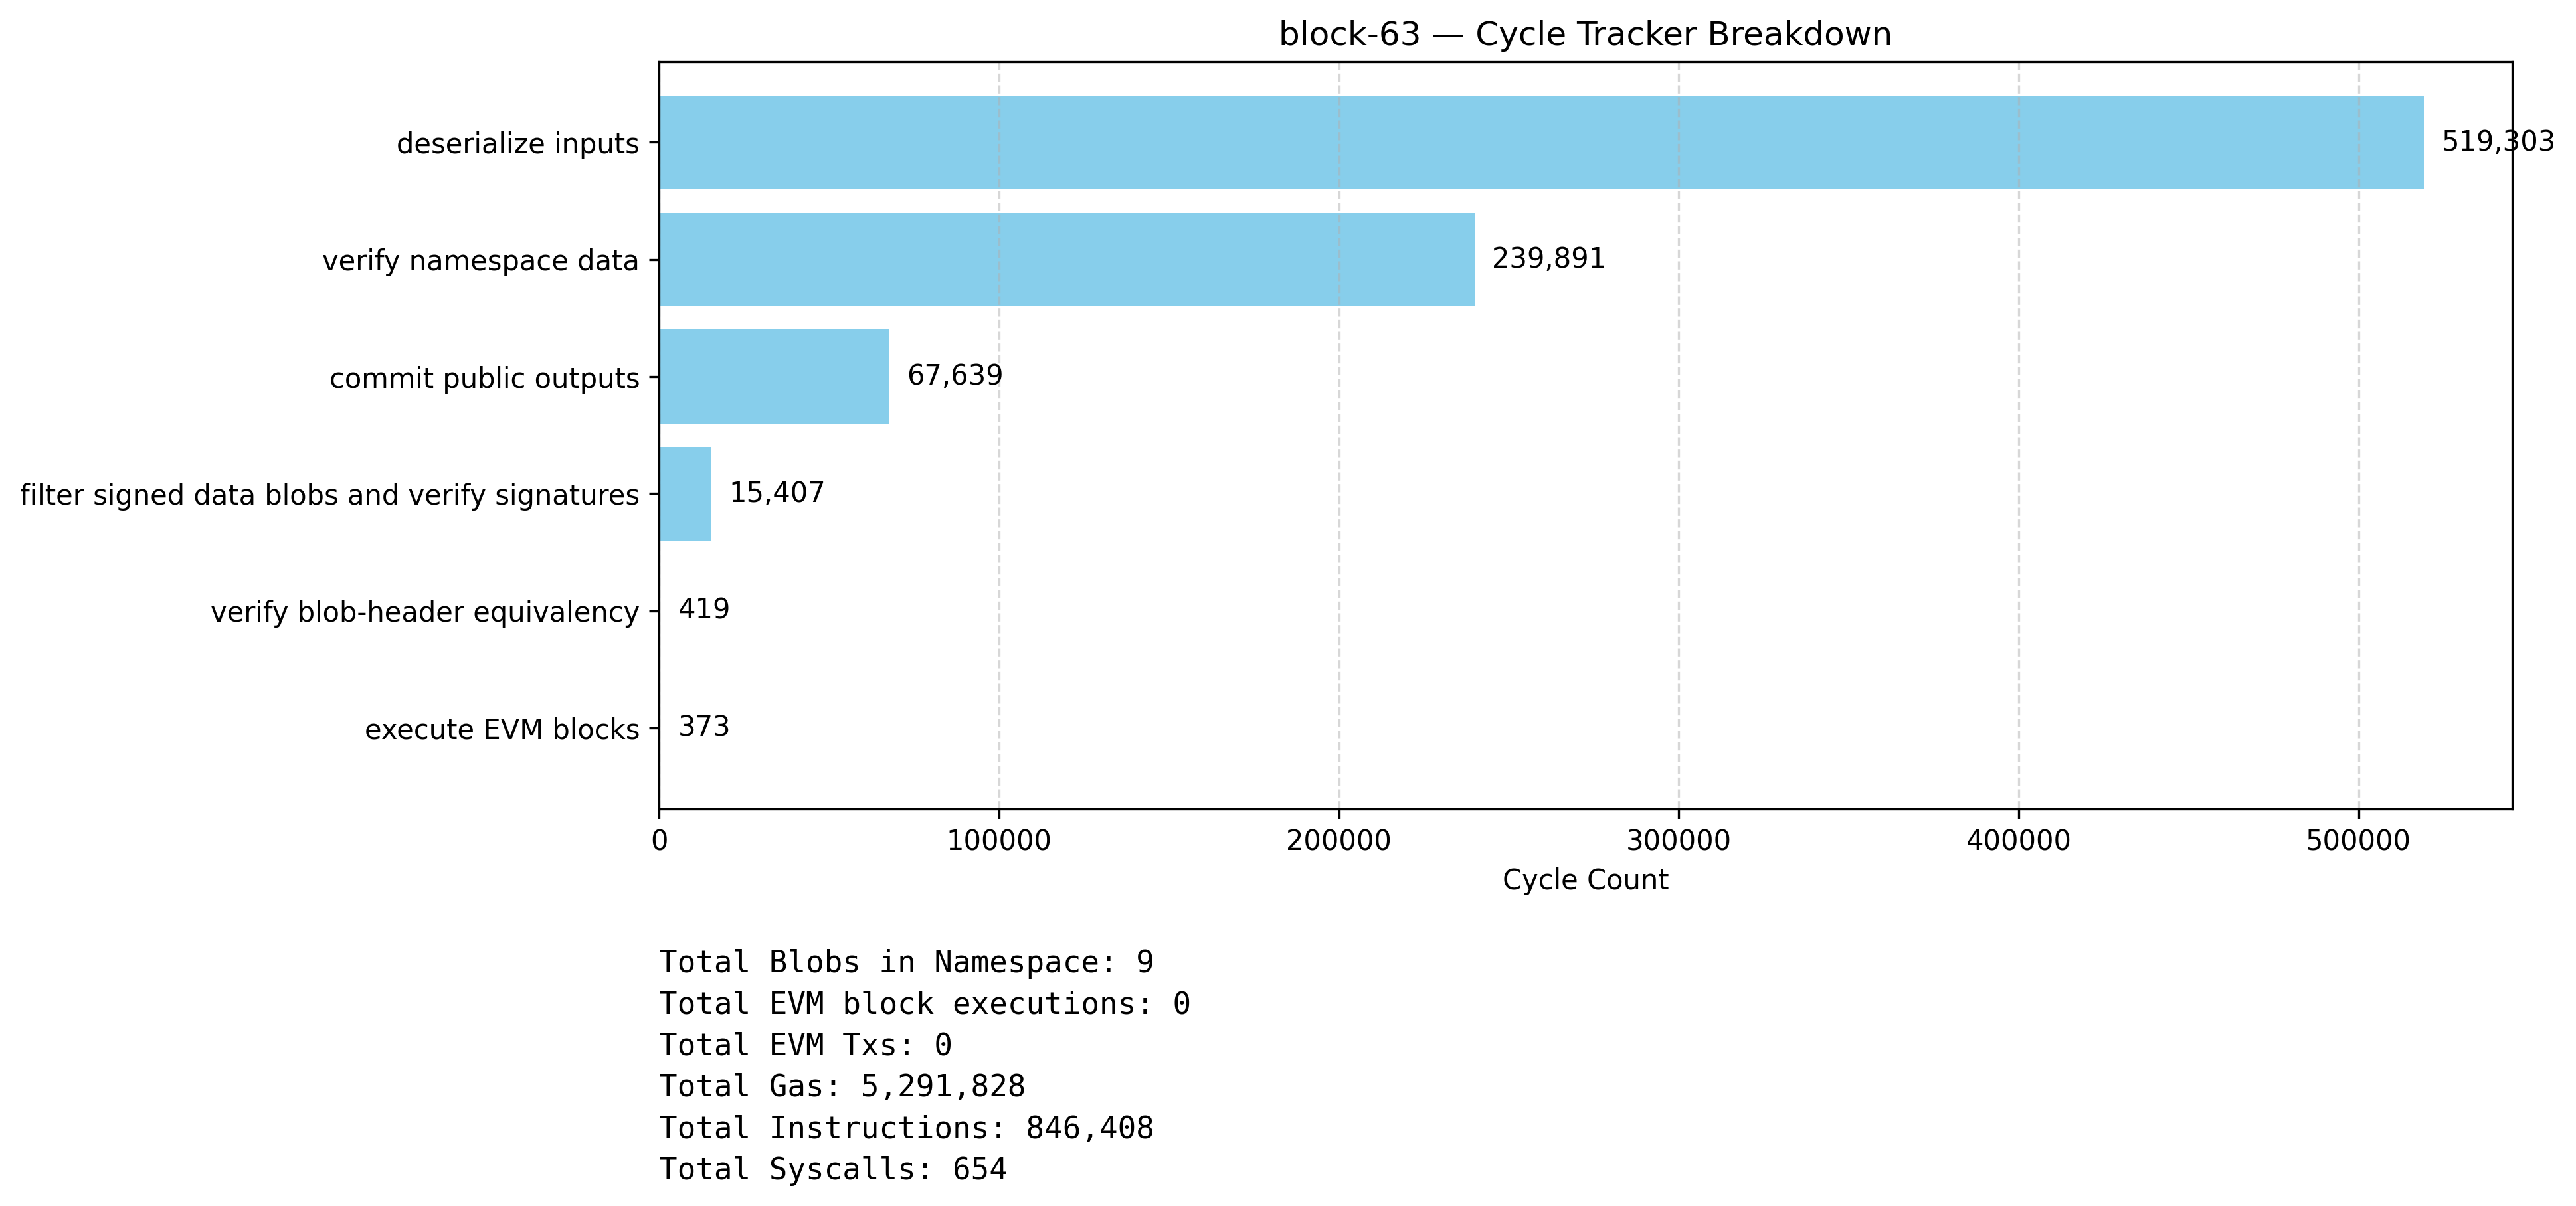 block-63 — Cycle Tracker Breakdown
deserialize inputs 519,303
verify namespace data 239,891
commit public outputs 67,639
filter signed data blobs and verify signatures 15,407
verify blob-header equivalency 419
execute EVM blocks 373
0 100000 200000 300000 400000 500000
Cycle Count
Total Blobs in Namespace: 9
Total EVM block executions: 0
Total EVM Txs: 0
Total Gas: 5,291,828
Total Instructions: 846,408
Total Syscalls: 654